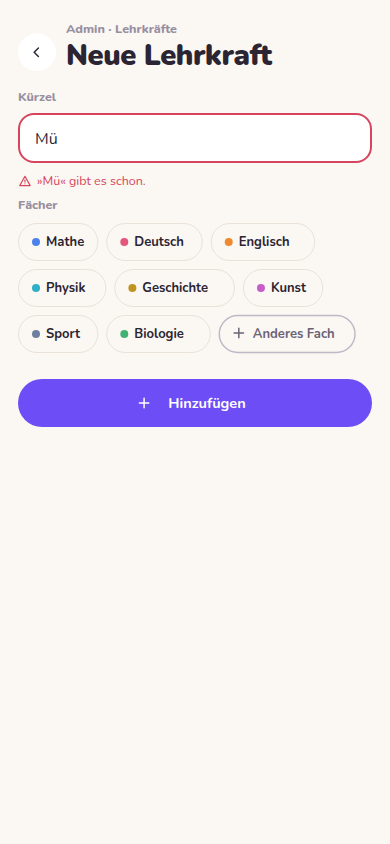 Admin · Lehrkräfte
Neue Lehrkraft
Kürzel
Mü
»Mü« gibt es schon.
Fächer
Mathe Deutsch Englisch
Physik Geschichte Kunst
Sport Biologie + Anderes Fach
+ Hinzufügen